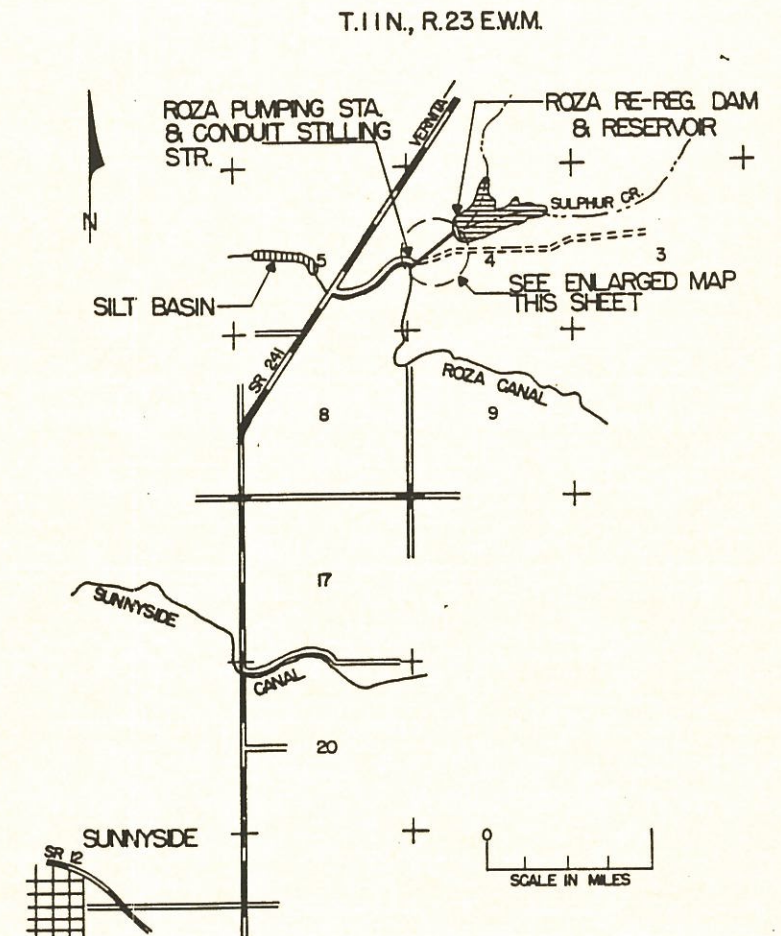 T.11N., R.23 E.W.M.
ROZA PUMPING STA.
& CONDUIT STILLING
STR.
VERNITA
ROZA RE-REG. DAM
& RESERVOIR
N
SULPHUR CR.
5
4
3
SILT BASIN
SEE ENLARGED MAP
THIS SHEET
SR 241
ROZA CANAL
8
9
17
SUNNYSIDE
CANAL
20
SUNNYSIDE
SR 12
0
SCALE IN MILES